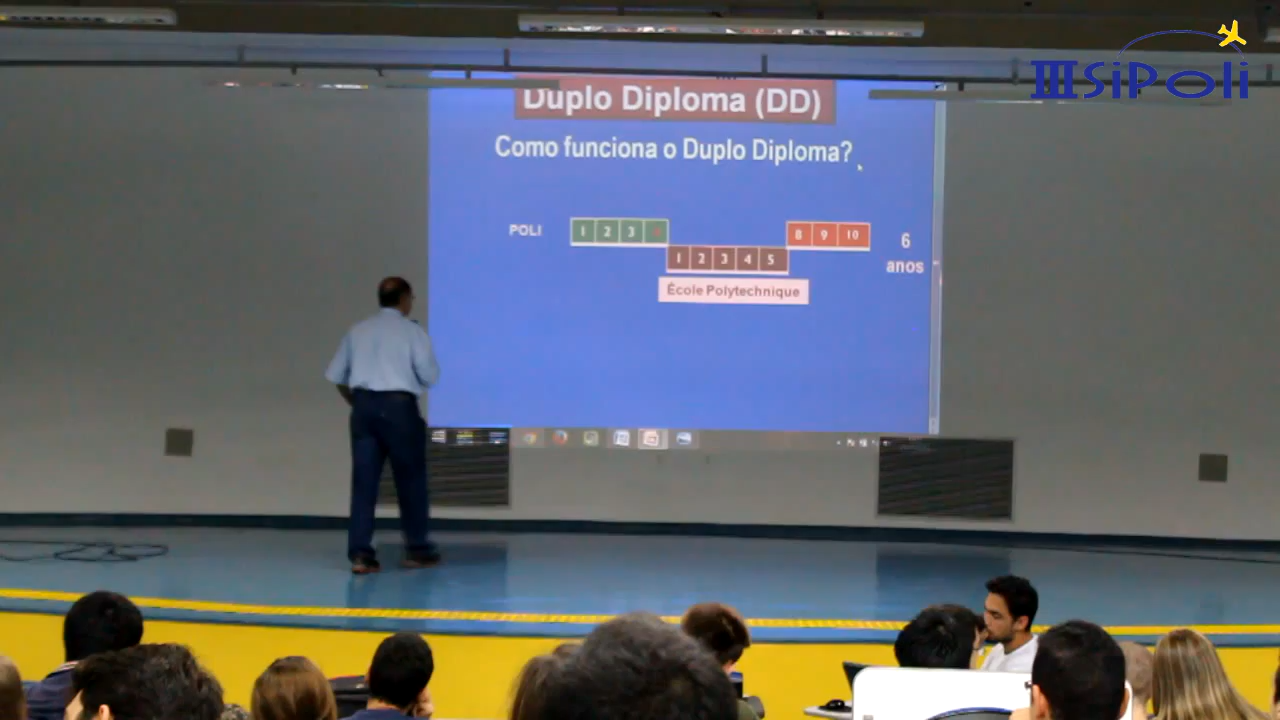 IIISiPoli
Duplo Diploma (DD)
Como funciona o Duplo Diploma?
POLI 1 2 3 8 9 10 6 anos
1 2 3 4 5
École Polytechnique